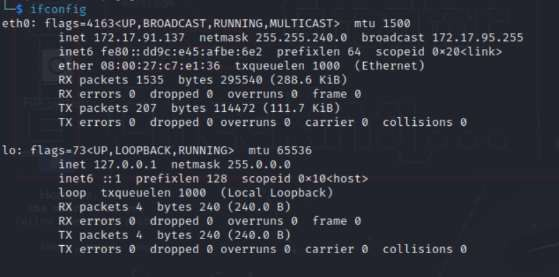 └─$ ifconfig
eth0: flags=4163<UP,BROADCAST,RUNNING,MULTICAST>  mtu 1500
        inet 172.17.91.137  netmask 255.255.240.0  broadcast 172.17.95.255
        inet6 fe80::dd9c:e45:afbe:6e2  prefixlen 64  scopeid 0×20<link>
        ether 08:00:27:c7:e1:36  txqueuelen 1000  (Ethernet)
        RX packets 1535  bytes 295540 (288.6 KiB)
        RX errors 0  dropped 0  overruns 0  frame 0
        TX packets 207  bytes 114472 (111.7 KiB)
        TX errors 0  dropped 0 overruns 0  carrier 0  collisions 0
lo: flags=73<UP,LOOPBACK,RUNNING>  mtu 65536
        inet 127.0.0.1  netmask 255.0.0.0
        inet6 ::1  prefixlen 128  scopeid 0×10<host>
        loop  txqueuelen 1000  (Local Loopback)
        RX packets 4  bytes 240 (240.0 B)
        RX errors 0  dropped 0  overruns 0  frame 0
        TX packets 4  bytes 240 (240.0 B)
        TX errors 0  dropped 0 overruns 0  carrier 0  collisions 0